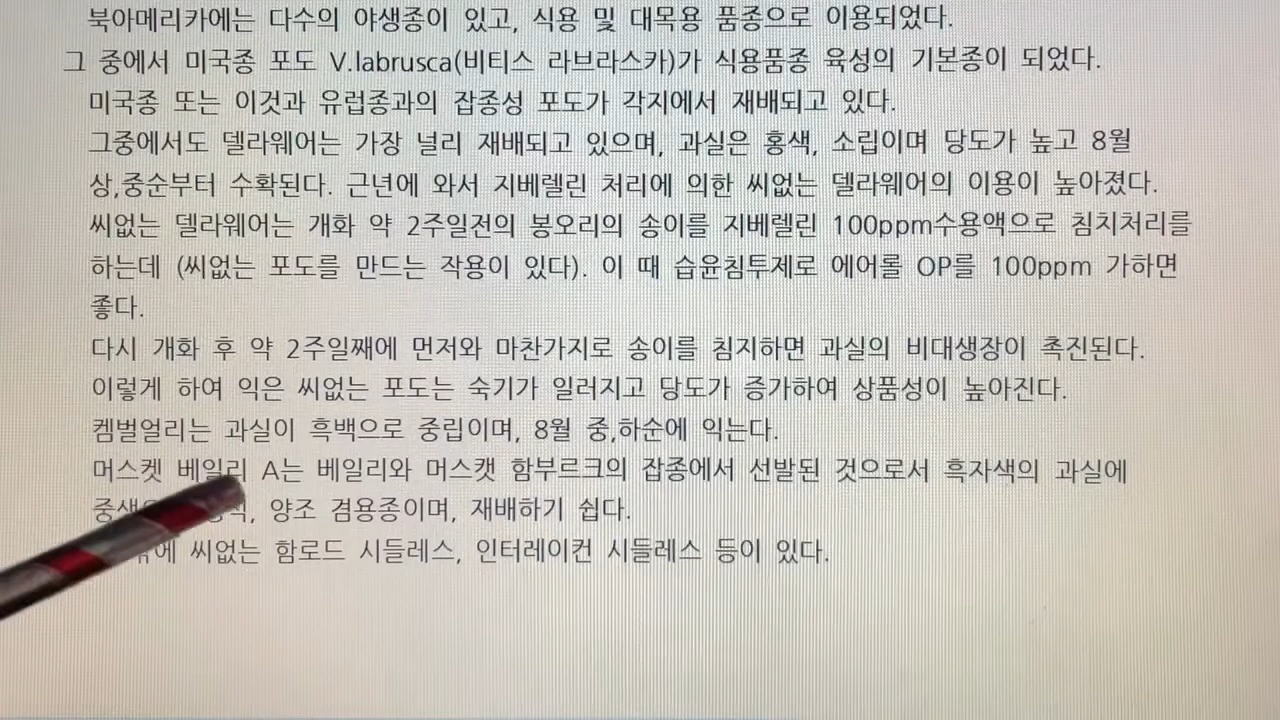 북아메리카에는 다수의 야생종이 있고, 식용 및 대목용 품종으로 이용되었다.
그 중에서 미국종 포도 V.labrusca(비티스 라브라스카)가 식용품종 육성의 기본종이 되었다.
미국종 또는 이것과 유럽종과의 잡종성 포도가 각지에서 재배되고 있다.
그중에서도 델라웨어는 가장 널리 재배되고 있으며, 과실은 홍색, 소립이며 당도가 높고 8월
상,중순부터 수확된다. 근년에 와서 지베렐린 처리에 의한 씨없는 델라웨어의 이용이 높아졌다.
씨없는 델라웨어는 개화 약 2주일전의 봉오리의 송이를 지베렐린 100ppm수용액으로 침치처리를
하는데 (씨없는 포도를 만드는 작용이 있다). 이 때 습윤침투제로 에어롤 OP를 100ppm 가하면
좋다.
다시 개화 후 약 2주일째에 먼저와 마찬가지로 송이를 침지하면 과실의 비대생장이 촉진된다.
이렇게 하여 익은 씨없는 포도는 숙기가 일러지고 당도가 증가하여 상품성이 높아진다.
켐벌얼리는 과실이 흑백으로 중립이며, 8월 중,하순에 익는다.
머스켓 베일리 A는 베일리와 머스캣 함부르크의 잡종에서 선발된 것으로서 흑자색의 과실에
양조 겸용종이며, 재배하기 쉽다.
씨없는 함로드 시들레스, 인터레이컨 시들레스 등이 있다.